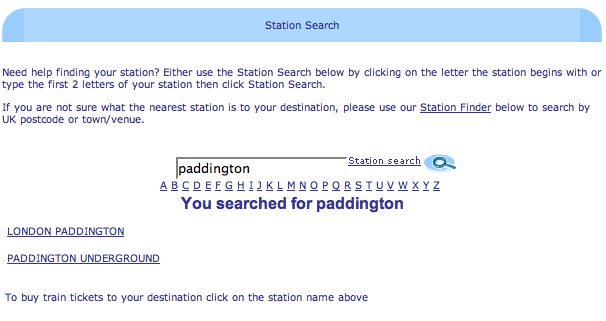 Station Search
Need help finding your station? Either use the Station Search below by clicking on the letter the station begins with or
type the first 2 letters of your station then click Station Search.
If you are not sure what the nearest station is to your destination, please use our Station Finder below to search by
UK postcode or town/venue.
paddington Station search
A B C D E F G H I J K L M N O P Q R S T U V W X Y Z
You searched for paddington
LONDON PADDINGTON
PADDINGTON UNDERGROUND
To buy train tickets to your destination click on the station name above